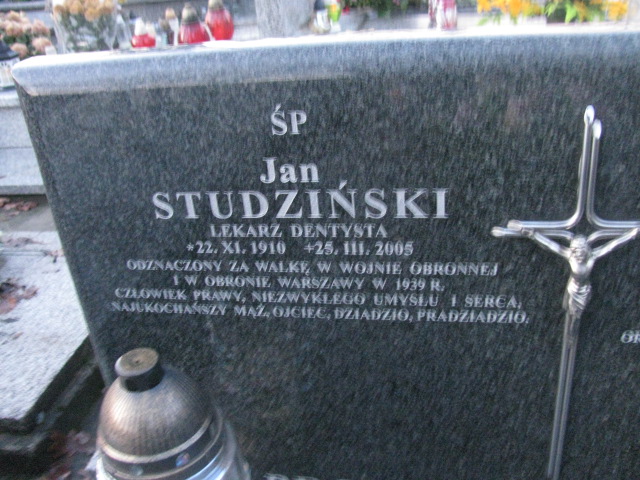 ŚP
Jan
STUDZIŃSKI
LEKARZ DENTYSTA
*22. XI. 1910 +25. III. 2005
ODZNACZONY ZA WALKĘ W WOJNIE OBRONNEJ
I W OBRONIE WARSZAWY W 1939 R.
CZŁOWIEK PRAWY, NIEZWYKŁEGO UMYSŁU I SERCA,
NAJUKOCHAŃSZY MĄŻ, OJCIEC, DZIADZIO, PRADZIADZIO.